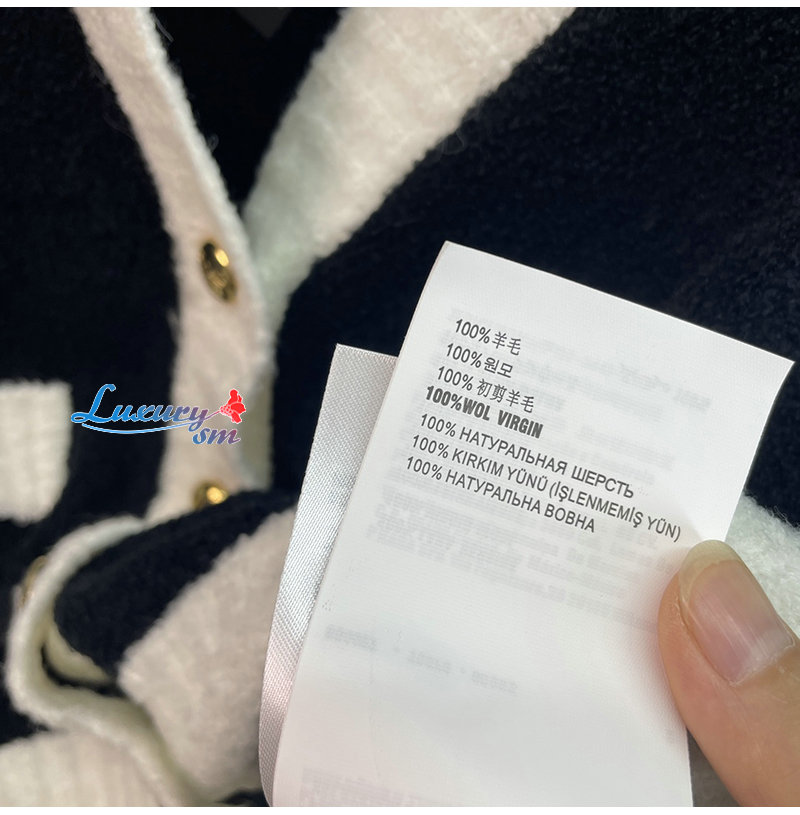 100%羊毛
100%원모
100%初剪羊毛
100%WOL VIRGIN
100% НАТУРАЛЬНАЯ ШЕРСТЬ
100% KIRKIM YÜNÜ (İŞLENMEMİŞ YÜN)
100% НАТУРАЛЬНА ВОВНА
Luxury
sm